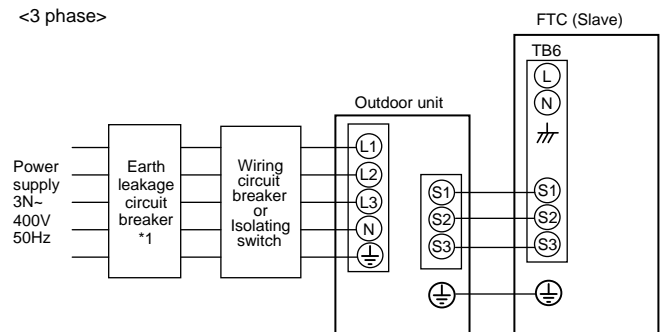 <3 phase>
FTC (Slave)
TB6
L
N
Outdoor unit
Power
supply
3N~
400V
50Hz
Earth
leakage
circuit
breaker
*1
Wiring
circuit
breaker
or
Isolating
switch
L1
L2
L3
N
S1
S2
S3
S1
S2
S3